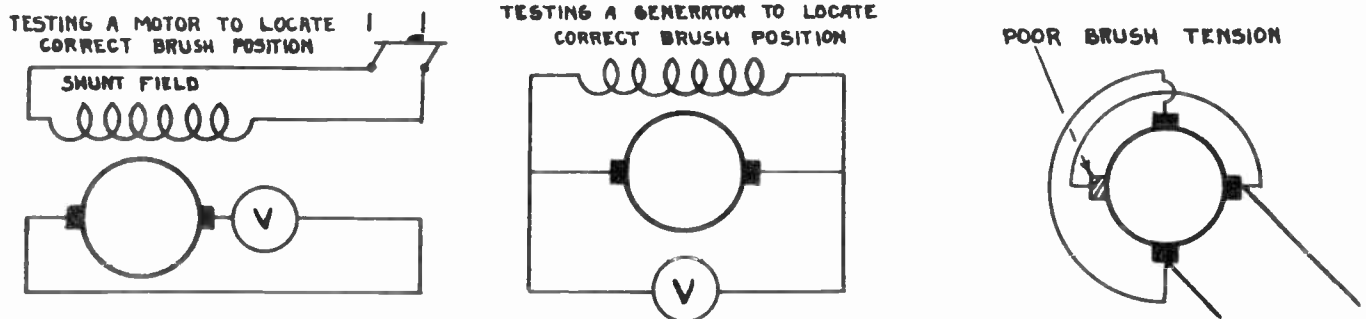 TESTING A MOTOR TO LOCATE
CORRECT BRUSH POSITION
SHUNT FIELD
V
TESTING A GENERATOR TO LOCATE
CORRECT BRUSH POSITION
V
POOR BRUSH TENSION